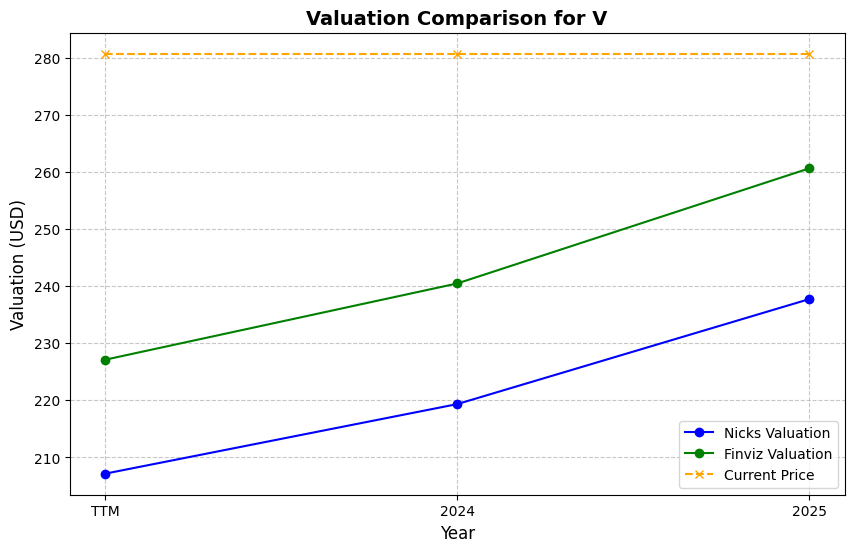 Valuation Comparison for V
Valuation (USD)
280
270
260
250
240
230
220
210
TTM
2024
2025
Year
Nicks Valuation
Finviz Valuation
Current Price